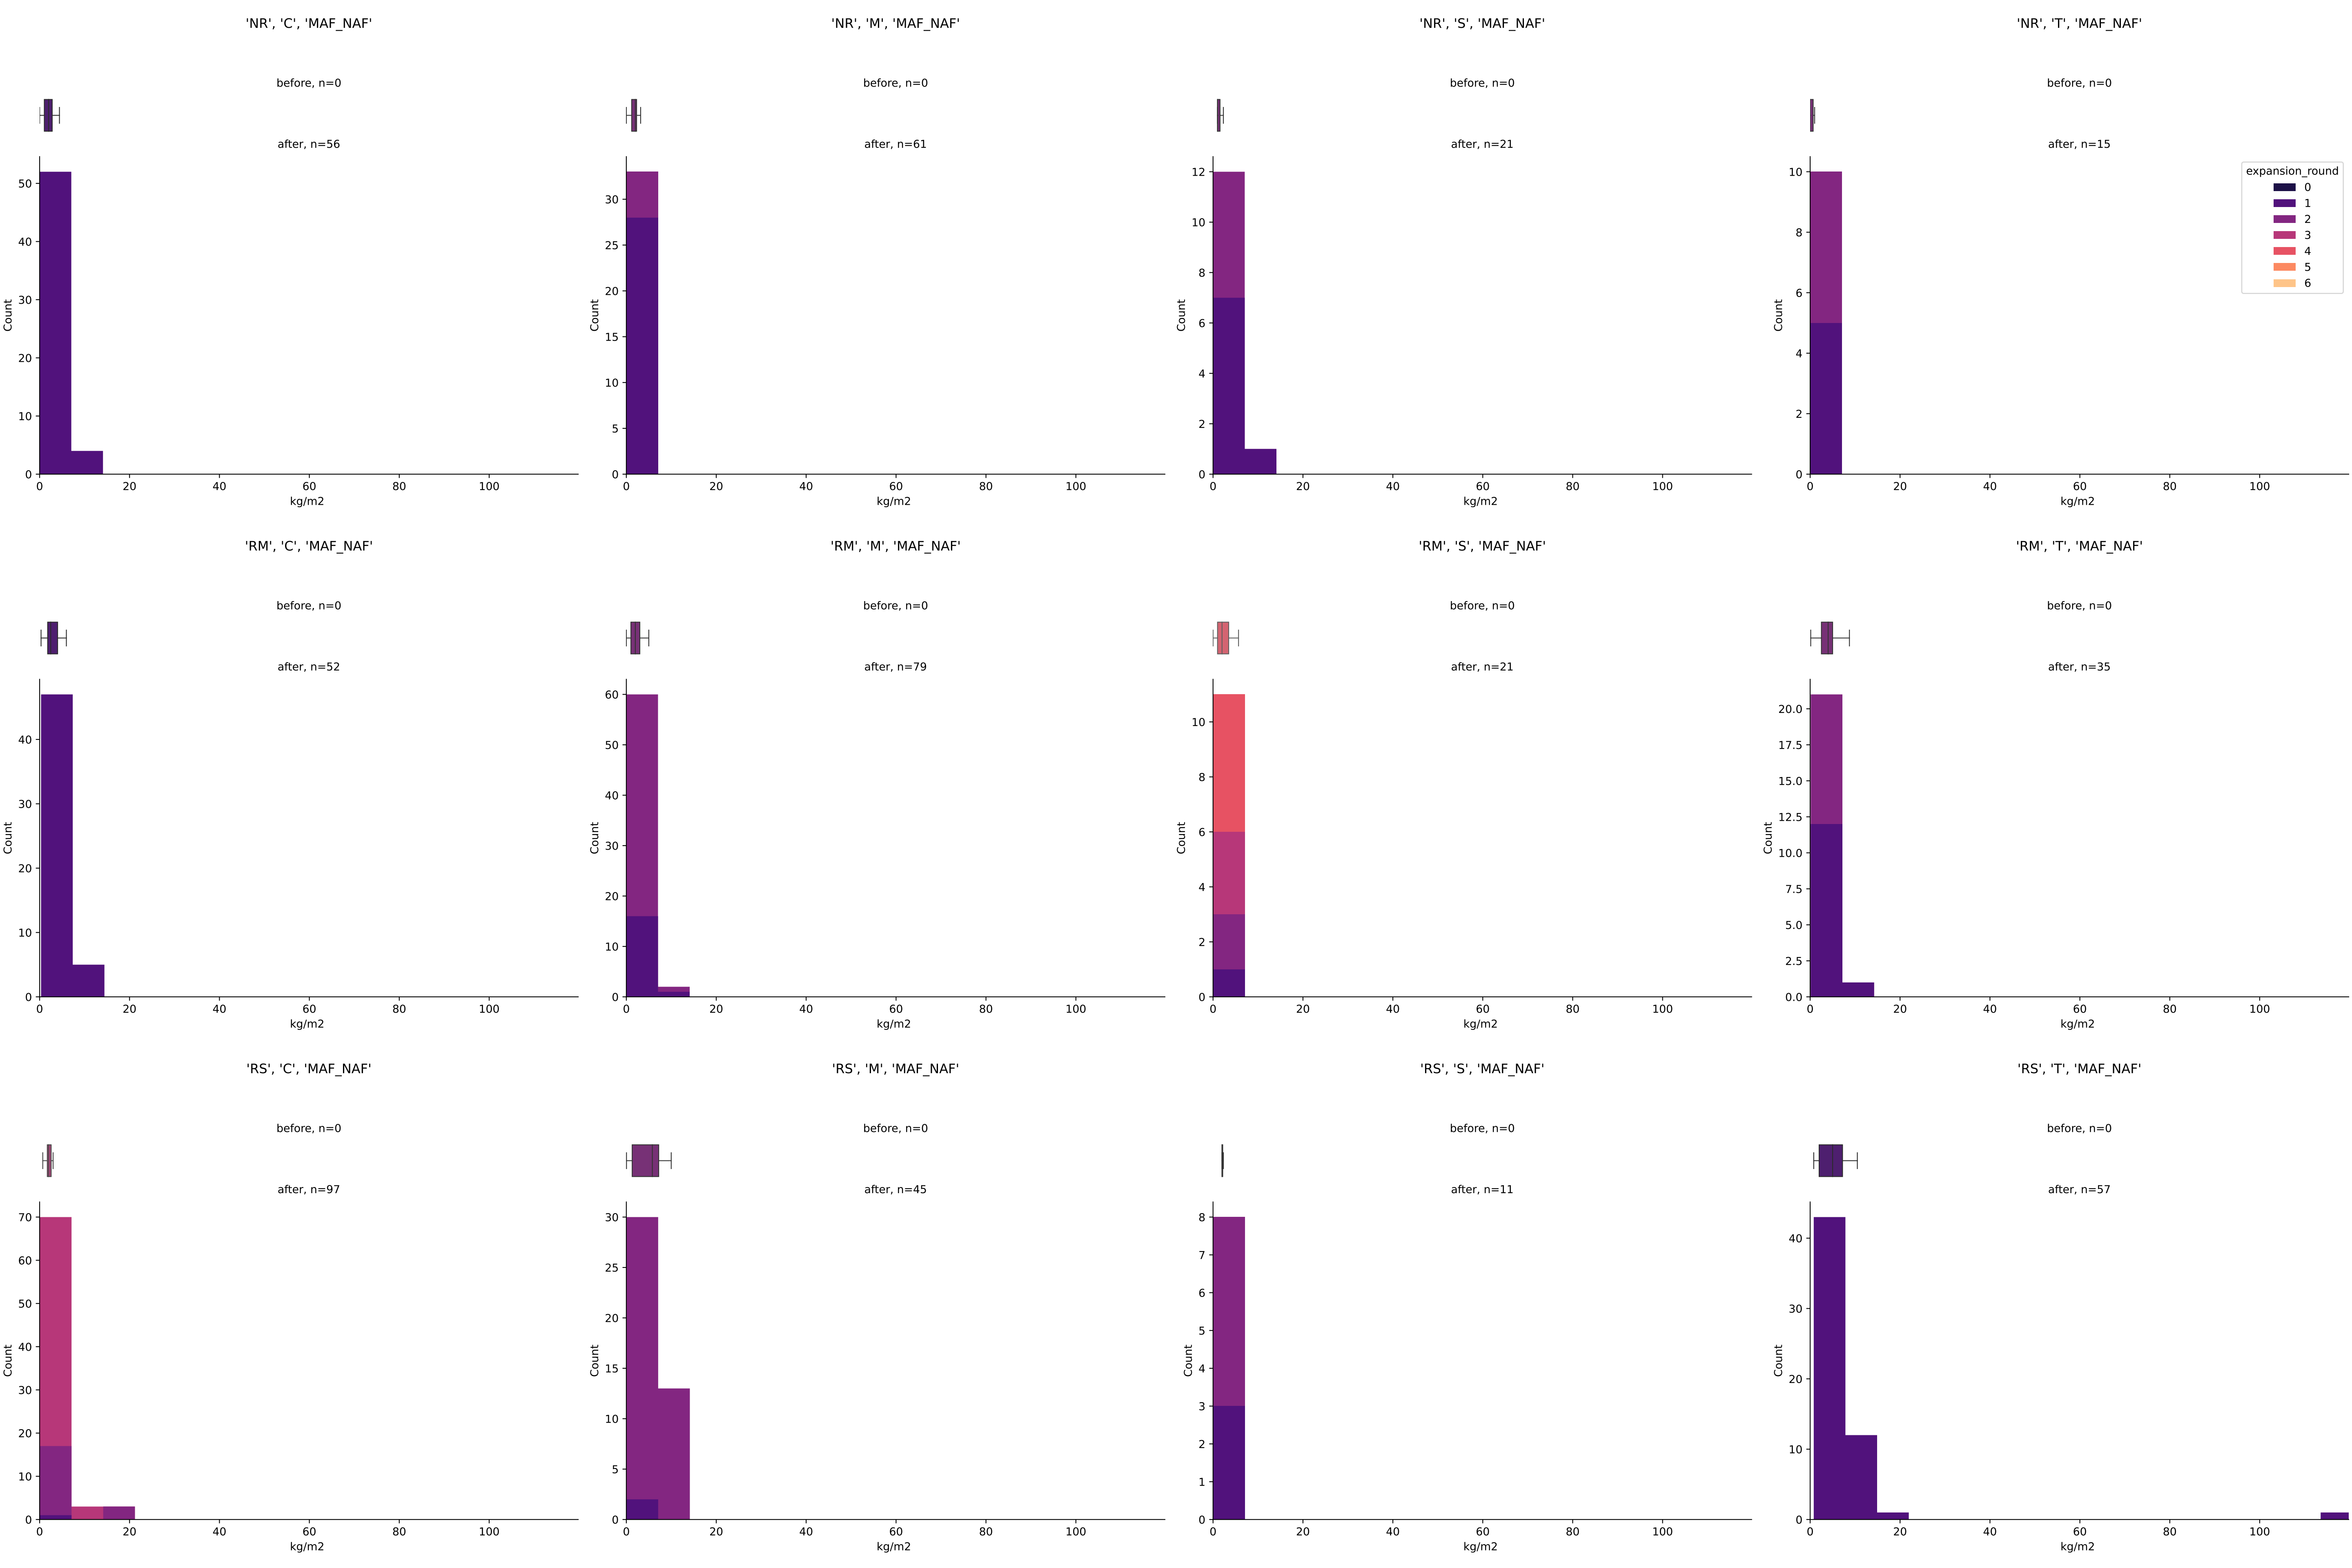 'NR', 'C', 'MAF_NAF'
before, n=0
after, n=56
50
40
30
20
10
0
Count
0 20 40 60 80 100
kg/m2
'NR', 'M', 'MAF_NAF'
before, n=0
after, n=61
30
25
20
15
10
5
0
Count
0 20 40 60 80 100
kg/m2
'NR', 'S', 'MAF_NAF'
before, n=0
after, n=21
12
10
8
6
4
2
0
Count
0 20 40 60 80 100
kg/m2
'NR', 'T', 'MAF_NAF'
before, n=0
after, n=15
10
8
6
4
2
0
Count
0 20 40 60 80 100
kg/m2
expansion_round
0
1
2
3
4
5
6
'RM', 'C', 'MAF_NAF'
before, n=0
after, n=52
40
30
20
10
0
Count
0 20 40 60 80 100
kg/m2
'RM', 'M', 'MAF_NAF'
before, n=0
after, n=79
60
50
40
30
20
10
0
Count
0 20 40 60 80 100
kg/m2
'RM', 'S', 'MAF_NAF'
before, n=0
after, n=21
10
8
6
4
2
0
Count
0 20 40 60 80 100
kg/m2
'RM', 'T', 'MAF_NAF'
before, n=0
after, n=35
20.0
17.5
15.0
12.5
10.0
7.5
5.0
2.5
0.0
Count
0 20 40 60 80 100
kg/m2
'RS', 'C', 'MAF_NAF'
before, n=0
after, n=97
70
60
50
40
30
20
10
0
Count
0 20 40 60 80 100
kg/m2
'RS', 'M', 'MAF_NAF'
before, n=0
after, n=45
30
25
20
15
10
5
0
Count
0 20 40 60 80 100
kg/m2
'RS', 'S', 'MAF_NAF'
before, n=0
after, n=11
8
7
6
5
4
3
2
1
0
Count
0 20 40 60 80 100
kg/m2
'RS', 'T', 'MAF_NAF'
before, n=0
after, n=57
40
30
20
10
0
Count
0 20 40 60 80 100
kg/m2